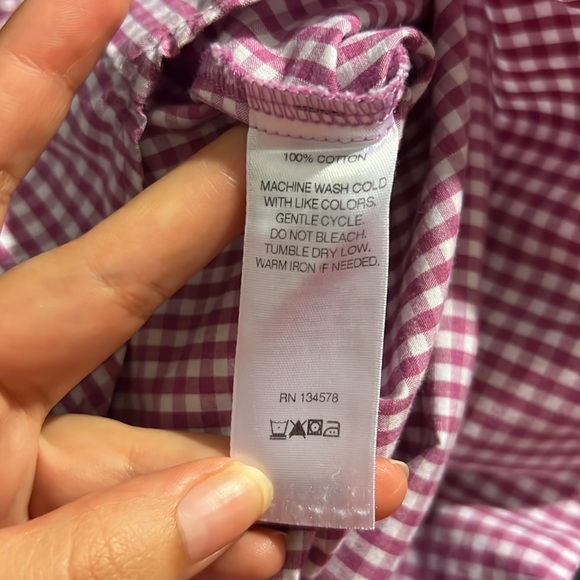 100% COTTON
MACHINE WASH COLD
WITH LIKE COLORS.
GENTLE CYCLE.
DO NOT BLEACH.
TUMBLE DRY LOW.
WARM IRON IF NEEDED.
RN 134578